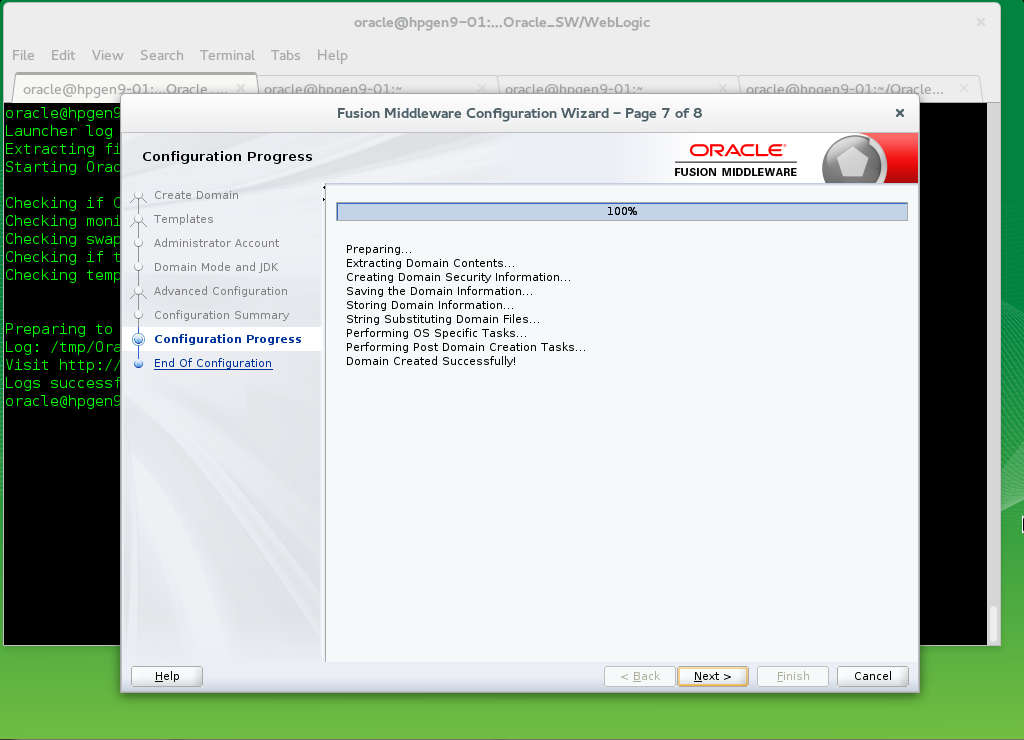 oracle@hpgen9-01:...Oracle_SW/WebLogic
File Edit View Search Terminal Tabs Help
oracle@hpgen9-01:...Oracle_... oracle@hpgen9-01:~ oracle@hpgen9-01:~ oracle@hpgen9-01:~/Oracle...
Fusion Middleware Configuration Wizard – Page 7 of 8
oracle@hpgen9
Launcher log
Extracting fi
Starting Orac
Checking if
Checking moni
Checking swap
Checking if t
Checking temp
Preparing to
Log: /tmp/Ora
Visit http://
Logs successf
oracle@hpgen9
Configuration Progress
ORACLE
FUSION MIDDLEWARE
Create Domain
Templates
Administrator Account
Domain Mode and JDK
Advanced Configuration
Configuration Summary
Configuration Progress
End Of Configuration
100%
Preparing...
Extracting Domain Contents...
Creating Domain Security Information...
Saving the Domain Information...
Storing Domain Information...
String Substituting Domain Files...
Performing OS Specific Tasks...
Performing Post Domain Creation Tasks...
Domain Created Successfully!
Help < Back Next > Finish Cancel